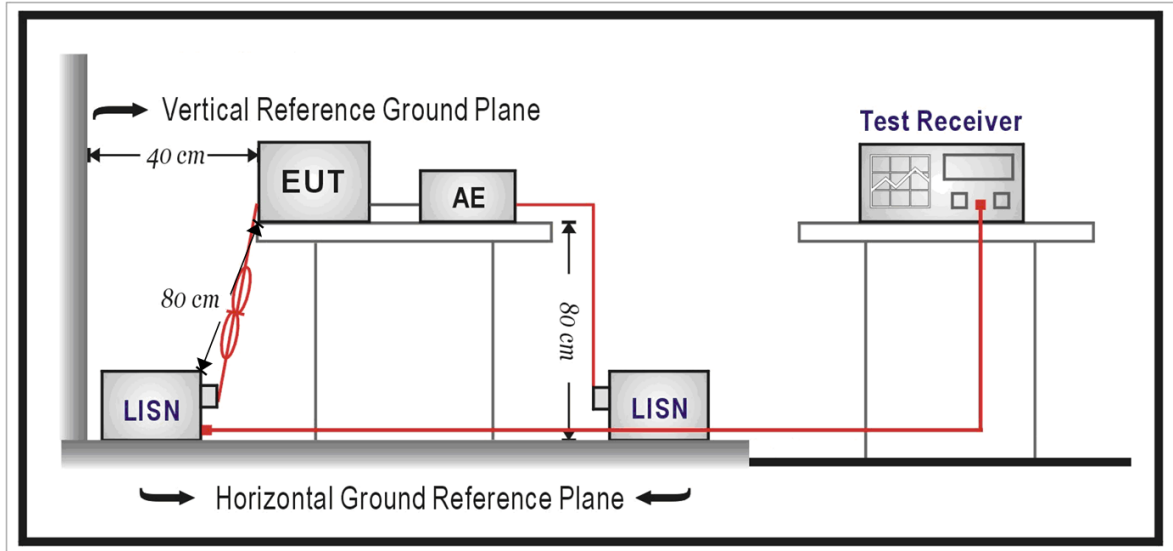 Vertical Reference Ground Plane
Test Receiver
40 cm
EUT
AE
80 cm
80 cm
LISN
LISN
Horizontal Ground Reference Plane